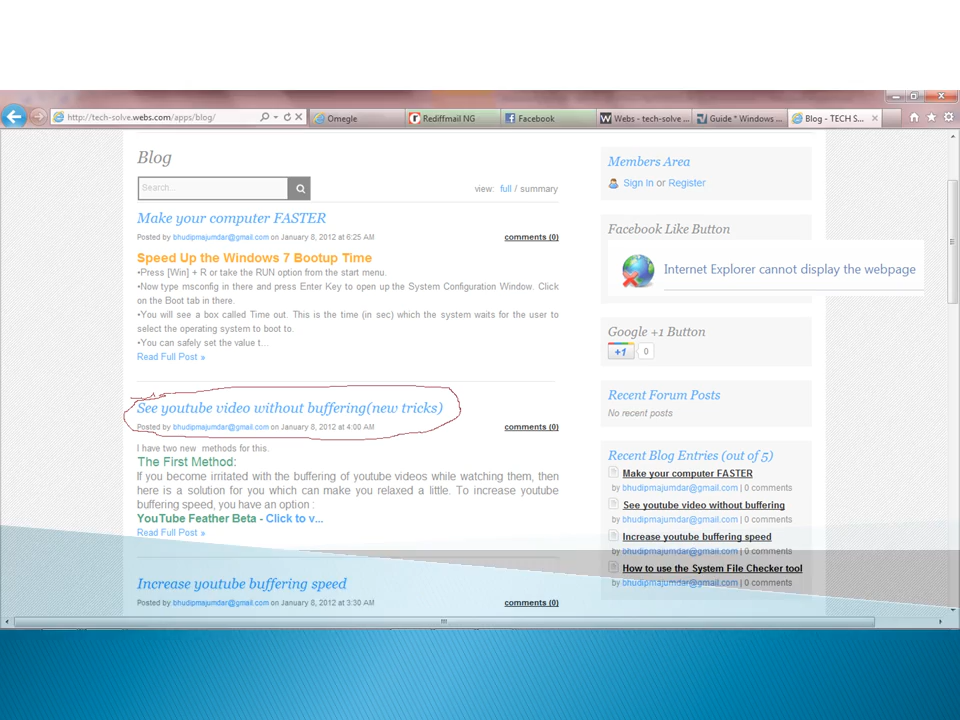 http://tech-solve.webs.com/apps/blog/
Omegle
Rediffmail NG
Facebook
Webs - tech-solve ...
Guide * Windows ...
Blog - TECH S...
Blog
Search...
view: full / summary
Make your computer FASTER
Posted by bhudipmajumdar@gmail.com on January 8, 2012 at 6:25 AM
comments (0)
Speed Up the Windows 7 Bootup Time
•Press [Win] + R or take the RUN option from the start menu.
•Now type msconfig in there and press Enter Key to open up the System Configuration Window. Click
on the Boot tab in there.
•You will see a box called Time out. This is the time (in sec) which the system waits for the user to
select the operating system to boot to.
•You can safely set the value t...
Read Full Post »
See youtube video without buffering(new tricks)
Posted by bhudipmajumdar@gmail.com on January 8, 2012 at 4:00 AM
comments (0)
I have two new methods for this.
The First Method:
If you become irritated with the buffering of youtube videos while watching them, then
here is a solution for you which can make you relaxed a little. To increase youtube
buffering speed, you have an option :
YouTube Feather Beta - Click to v...
Read Full Post »
Increase youtube buffering speed
Posted by bhudipmajumdar@gmail.com on January 8, 2012 at 3:30 AM
comments (0)
Members Area
Sign In or Register
Facebook Like Button
Internet Explorer cannot display the webpage
Google +1 Button
+1 0
Recent Forum Posts
No recent posts
Recent Blog Entries (out of 5)
Make your computer FASTER
by bhudipmajumdar@gmail.com | 0 comments
See youtube video without buffering
by bhudipmajumdar@gmail.com | 0 comments
Increase youtube buffering speed
by bhudipmajumdar@gmail.com | 0 comments
How to use the System File Checker tool
by bhudipmajumdar@gmail.com | 0 comments